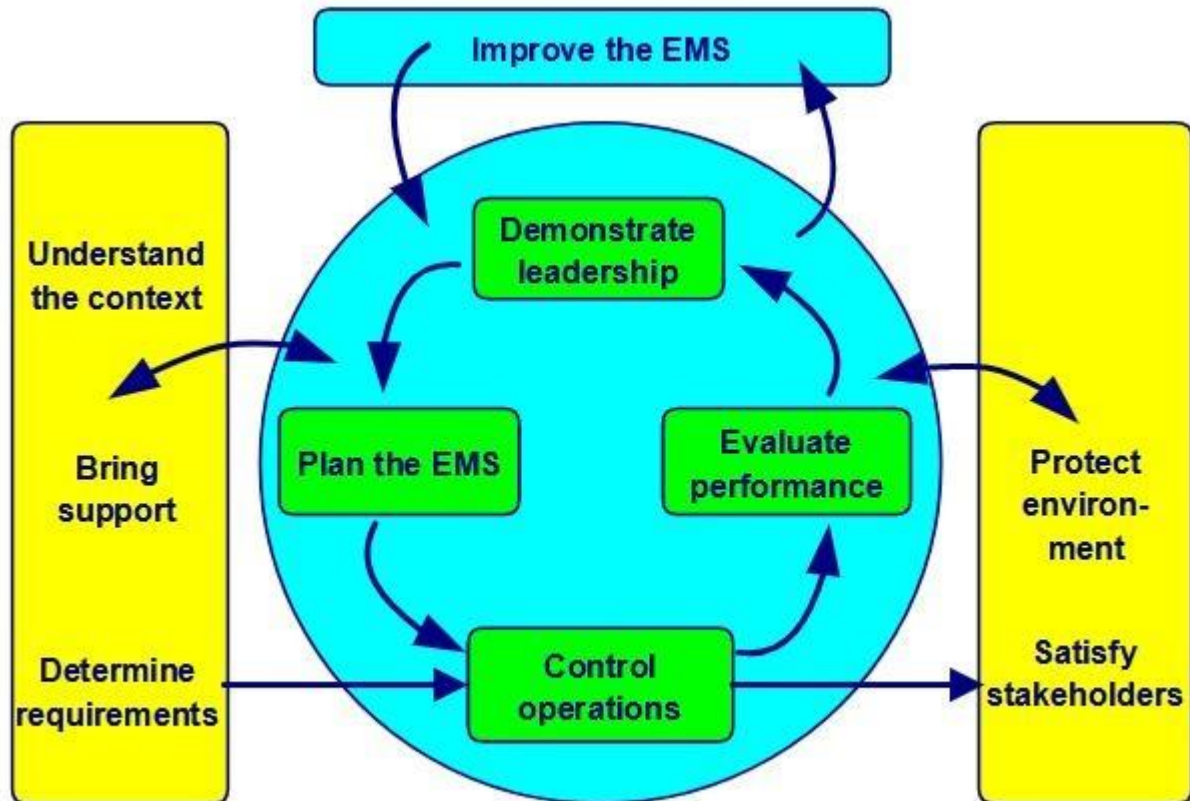 Improve the EMS
Understand
the context
Bring
support
Determine
requirements
Demonstrate
leadership
Plan the EMS
Evaluate
performance
Control
operations
Protect
environ-
ment
Satisfy
stakeholders